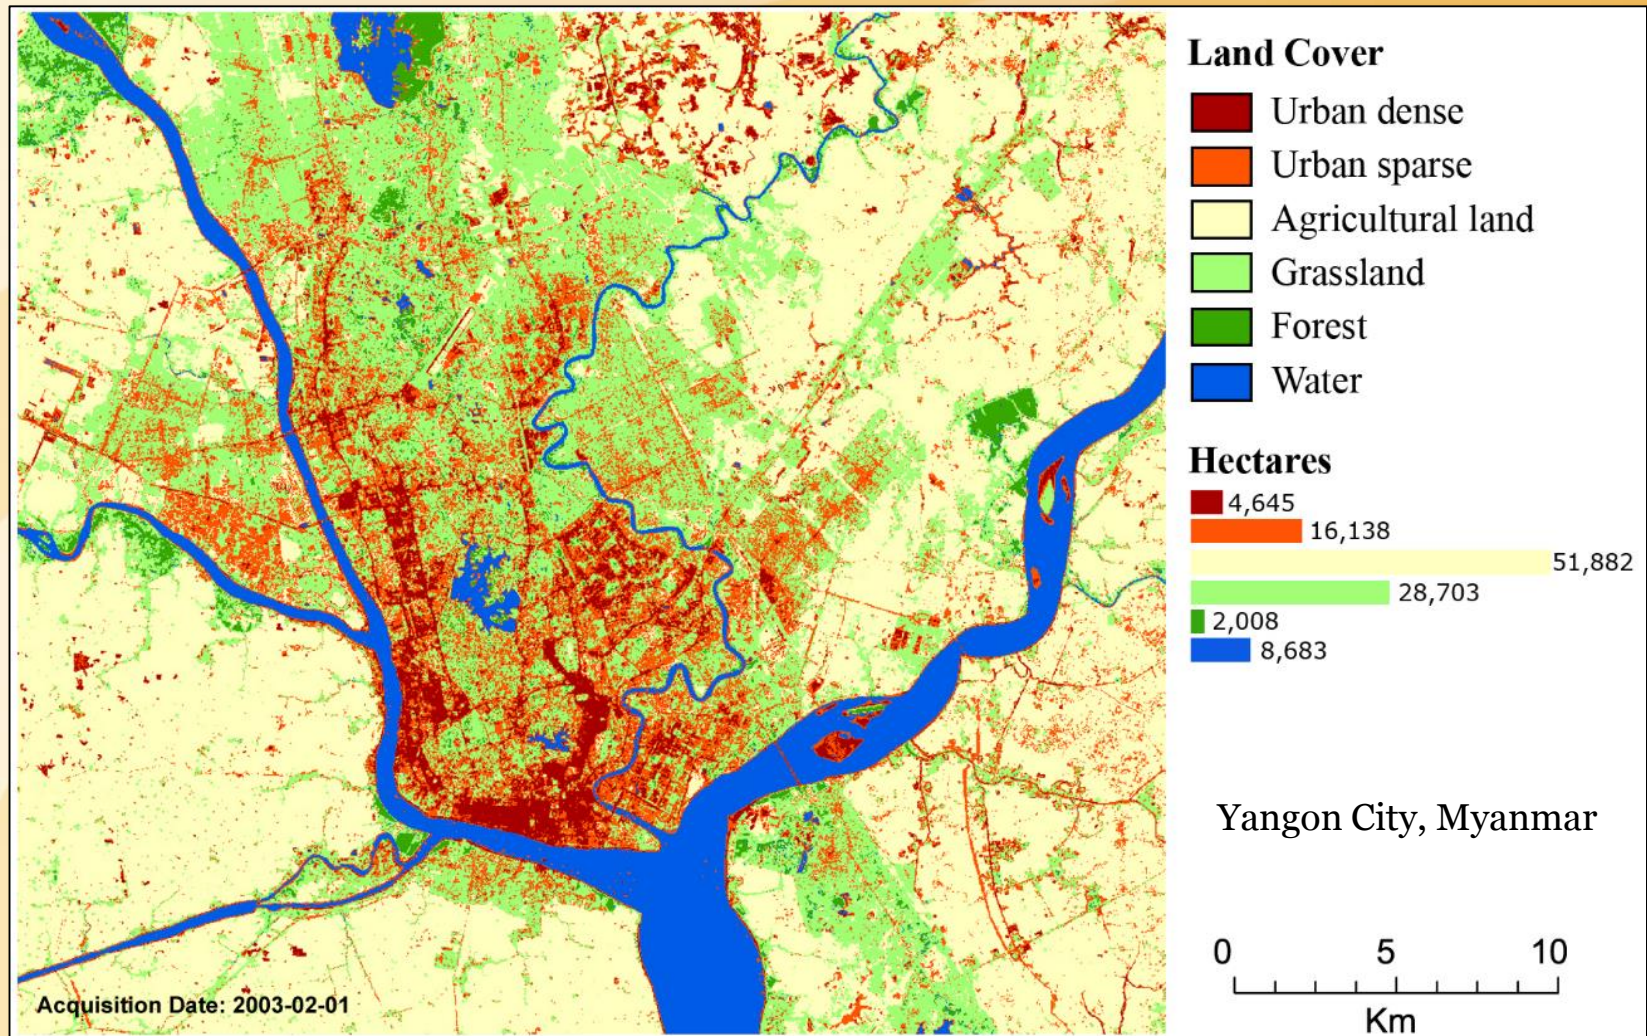 Land Cover
Urban dense
Urban sparse
Agricultural land
Grassland
Forest
Water
Hectares
4,645
16,138
51,882
28,703
2,008
8,683
Yangon City, Myanmar
0 5 10
Km
Acquisition Date: 2003-02-01